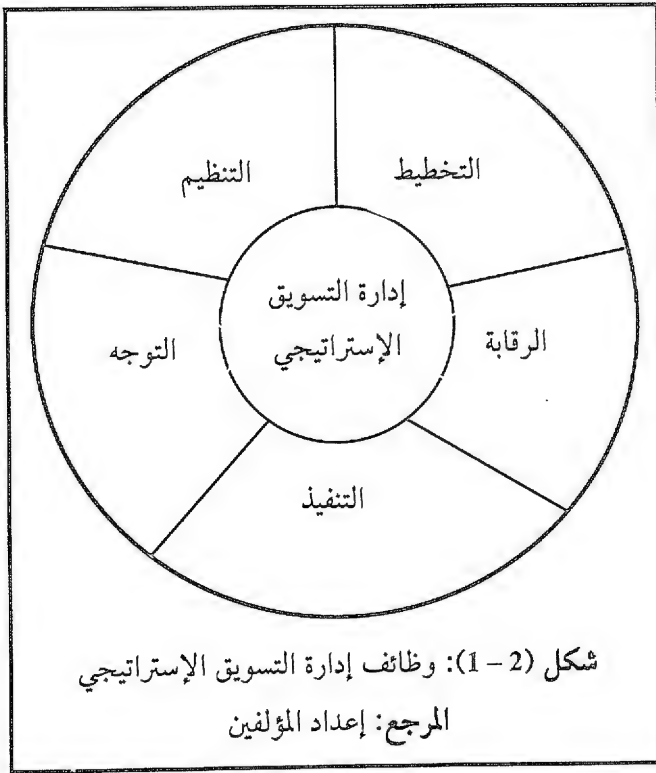 التخطيط
التنظيم
إدارة التسويق
الإستراتيجي
الرقابة
التوجه
التنفيذ
شكل (2 – 1): وظائف إدارة التسويق الإستراتيجي
المرجع: إعداد المؤلفين